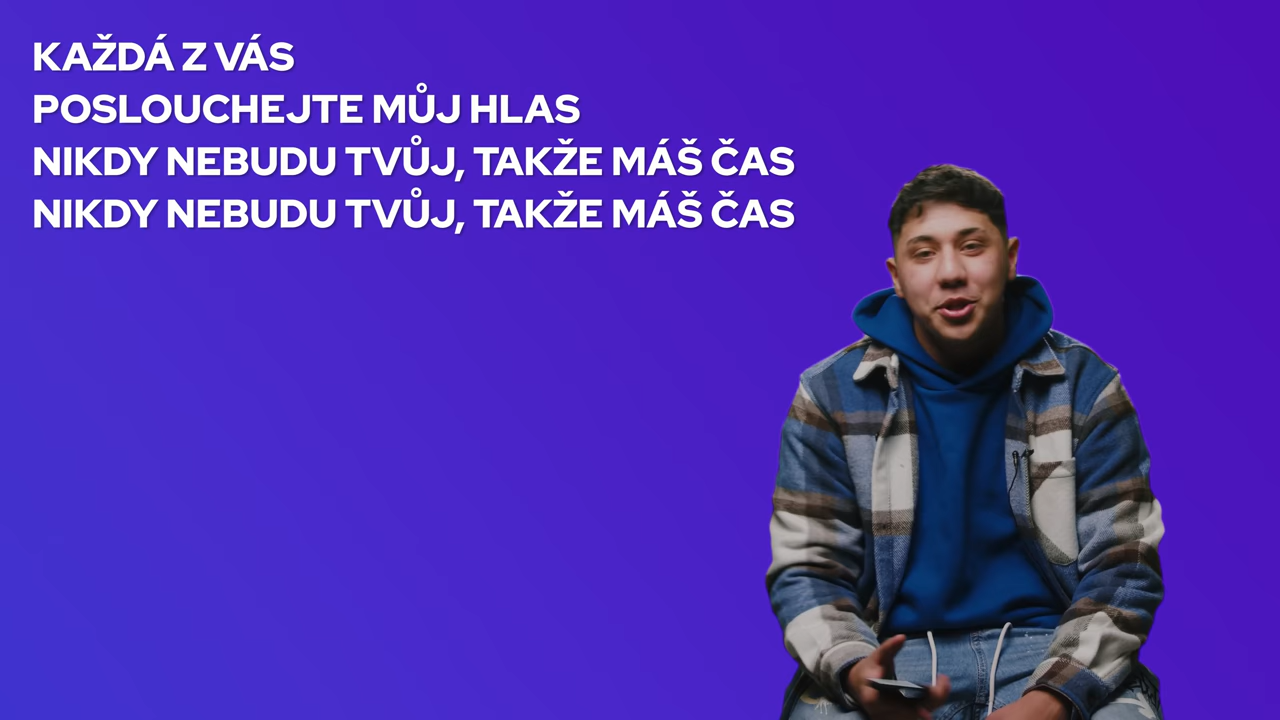 KAŽDÁ Z VÁS
POSLOUCHEJTE MŮJ HLAS
NIKDY NEBUDU TVŮJ, TAKŽE MÁŠ ČAS
NIKDY NEBUDU TVŮJ, TAKŽE MÁŠ ČAS